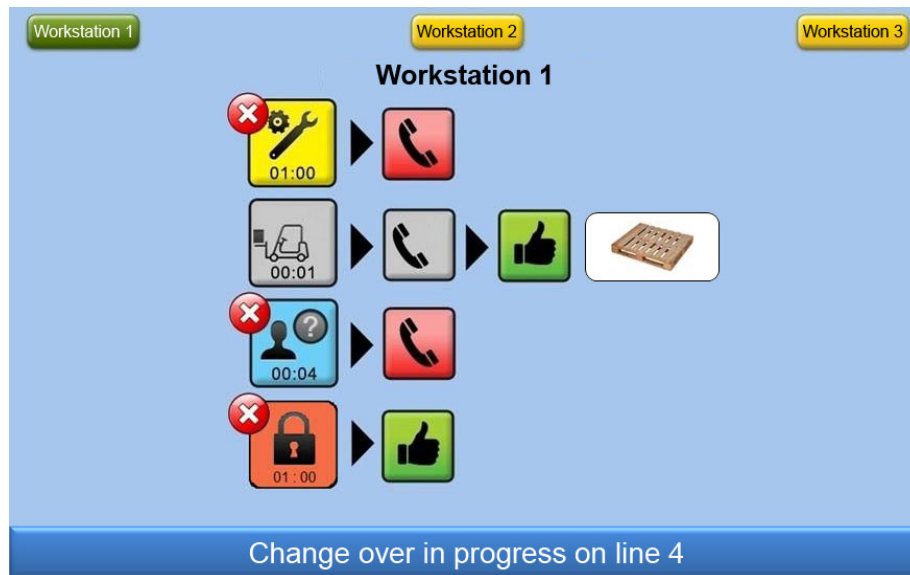 Workstation 1
Workstation 2
Workstation 3
Workstation 1
01:00
00:01
?
00:04
01:00
Change over in progress on line 4